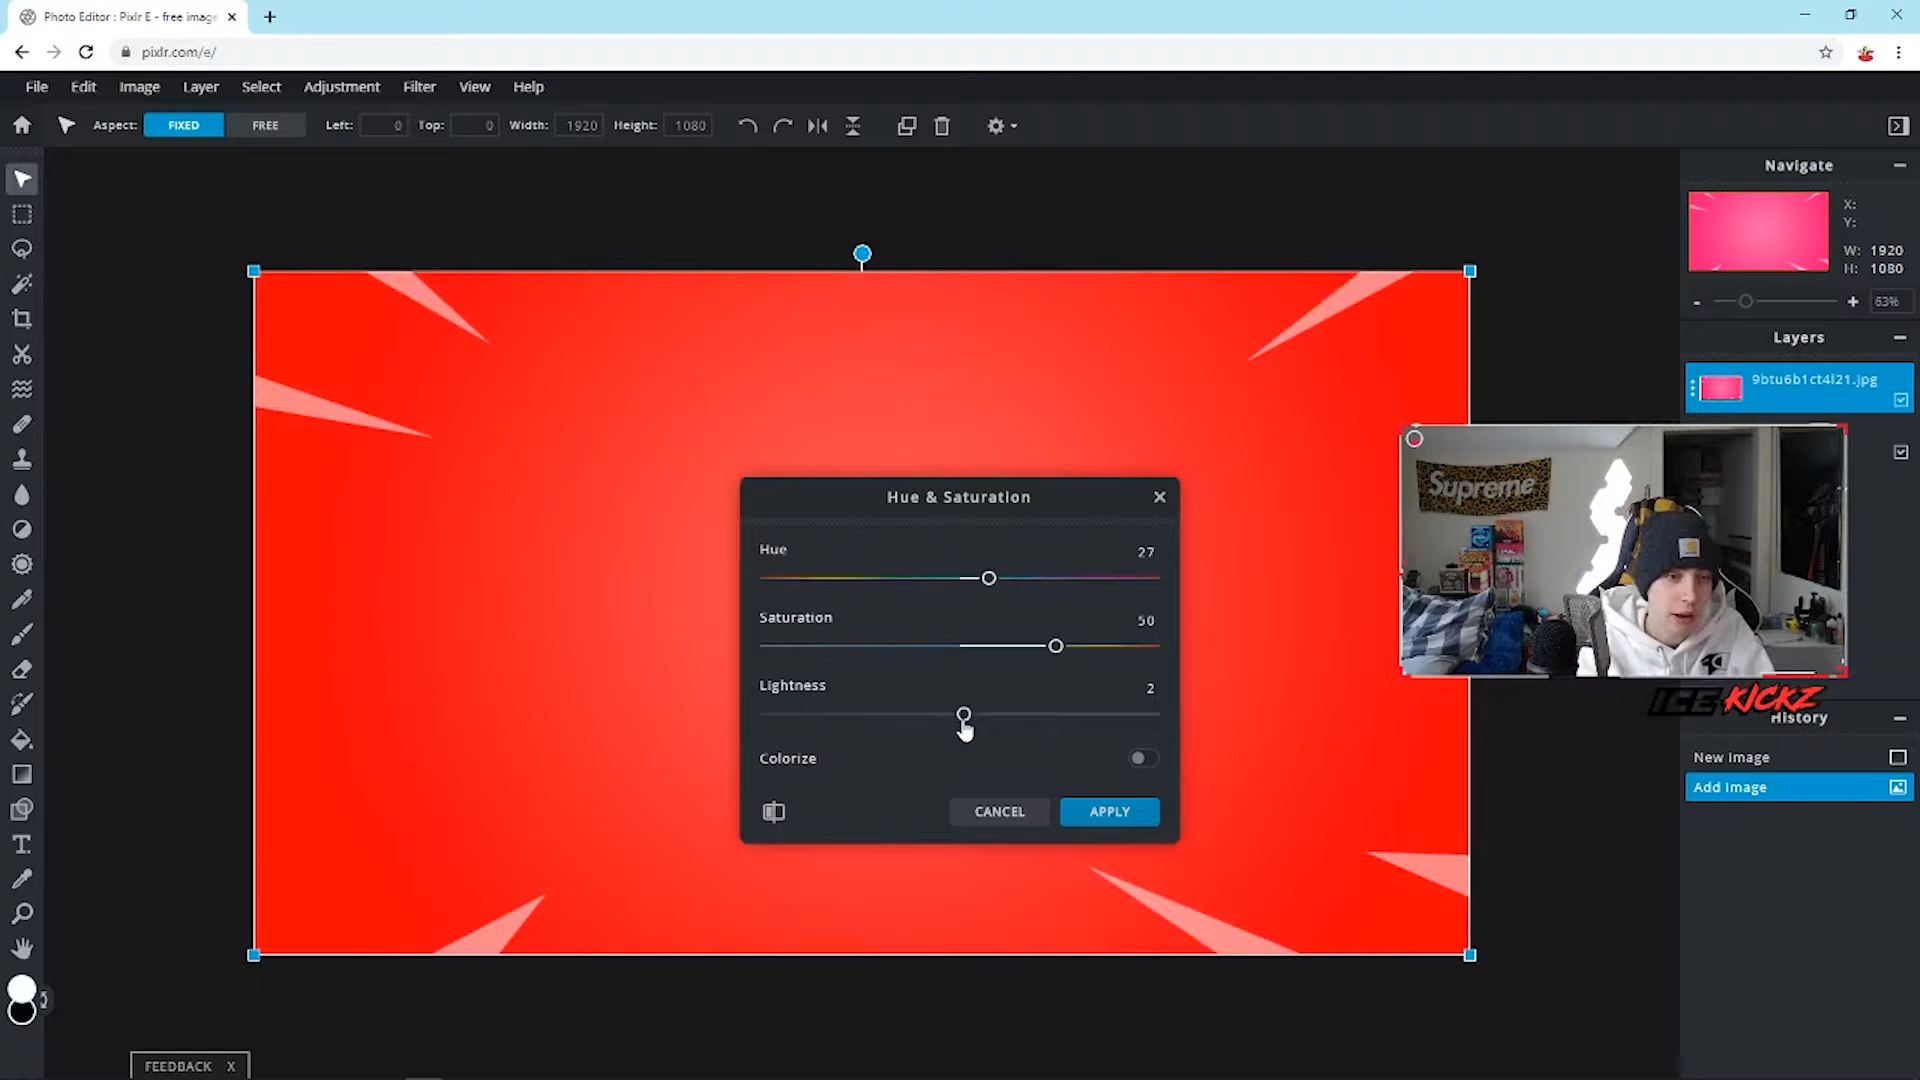 Photo Editor : Pixlr E - free image
pixlr.com/e/
File Edit Image Layer Select Adjustment Filter View Help
Aspect: FIXED FREE Left: 0 Top: 0 Width: 1920 Height: 1080
Navigate
X:
Y:
W: 1920
H: 1080
63%
Layers
9btu6b1ct4l21.jpg
Supreme
Hue & Saturation
Hue 27
Saturation 50
Lightness 2
Colorize
CANCEL APPLY
ICE KICKZ
History
New Image
Add Image
FEEDBACK X